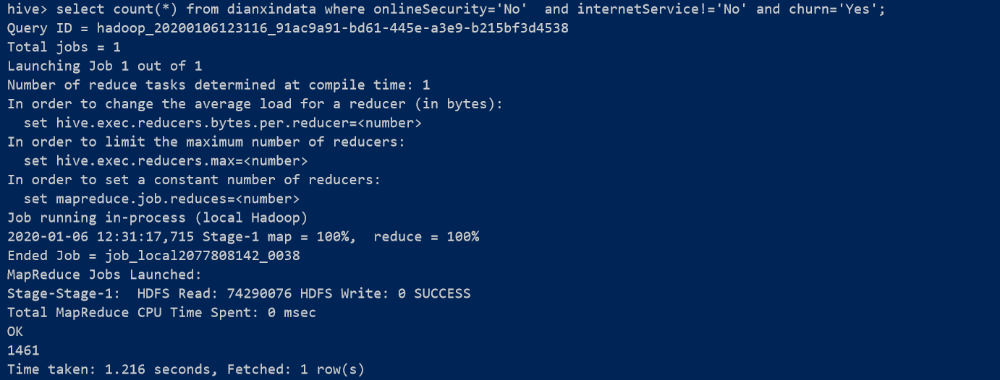 hive> select count(*) from dianxindata where onlineSecurity='No'  and internetService!='No' and churn='Yes';
Query ID = hadoop_20200106123116_91ac9a91-bd61-445e-a3e9-b215bf3d4538
Total jobs = 1
Launching Job 1 out of 1
Number of reduce tasks determined at compile time: 1
In order to change the average load for a reducer (in bytes):
  set hive.exec.reducers.bytes.per.reducer=<number>
In order to limit the maximum number of reducers:
  set hive.exec.reducers.max=<number>
In order to set a constant number of reducers:
  set mapreduce.job.reduces=<number>
Job running in-process (local Hadoop)
2020-01-06 12:31:17,715 Stage-1 map = 100%,  reduce = 100%
Ended Job = job_local2077808142_0038
MapReduce Jobs Launched:
Stage-Stage-1:  HDFS Read: 74290076 HDFS Write: 0 SUCCESS
Total MapReduce CPU Time Spent: 0 msec
OK
1461
Time taken: 1.216 seconds, Fetched: 1 row(s)